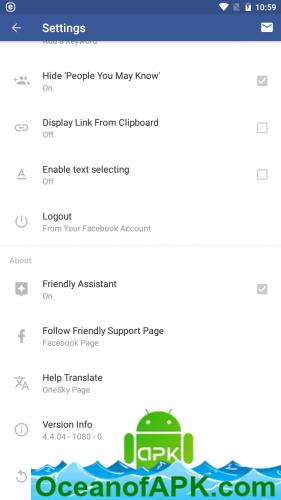 10:59
Settings
Add a Keyword
Hide 'People You May Know'
On
Display Link From Clipboard
Off
Enable text selecting
Off
Logout
From Your Facebook Account
About
Friendly Assistant
On
Follow Friendly Support Page
Facebook Page
Help Translate
OneSky Page
Version Info
4.4.04 - 1080 - 0
APK
OceanofAPK.com